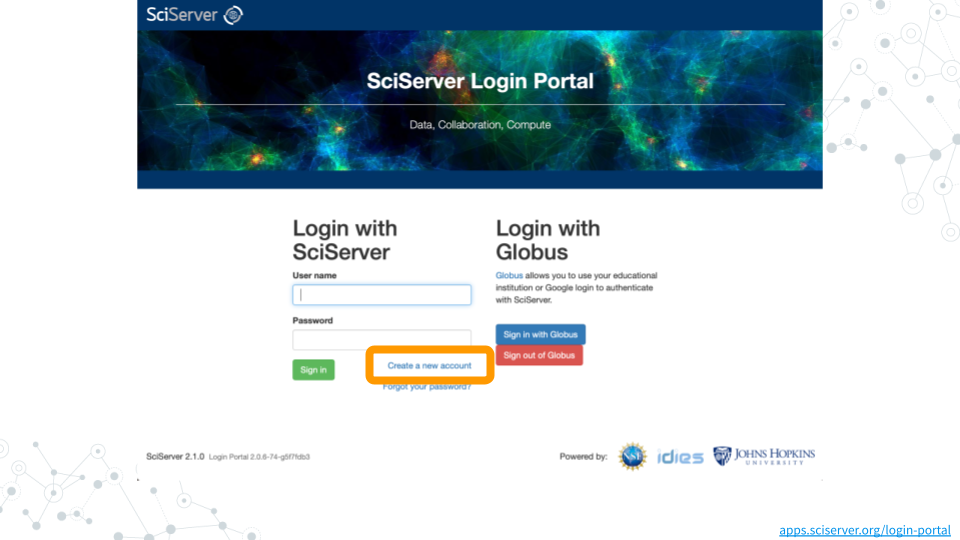 SciServer
SciServer Login Portal
Data, Collaboration, Compute
Login with
SciServer
User name
Password
Sign in
Create a new account
Forgot your password?
Login with
Globus
Globus allows you to use your educational
institution or Google login to authenticate
with SciServer.
Sign in with Globus
Sign out of Globus
SciServer 2.1.0 Login Portal 2.0.6-74-g5f7fdb3
Powered by:
NSF
idies
JOHNS HOPKINS
UNIVERSITY
apps.sciserver.org/login-portal